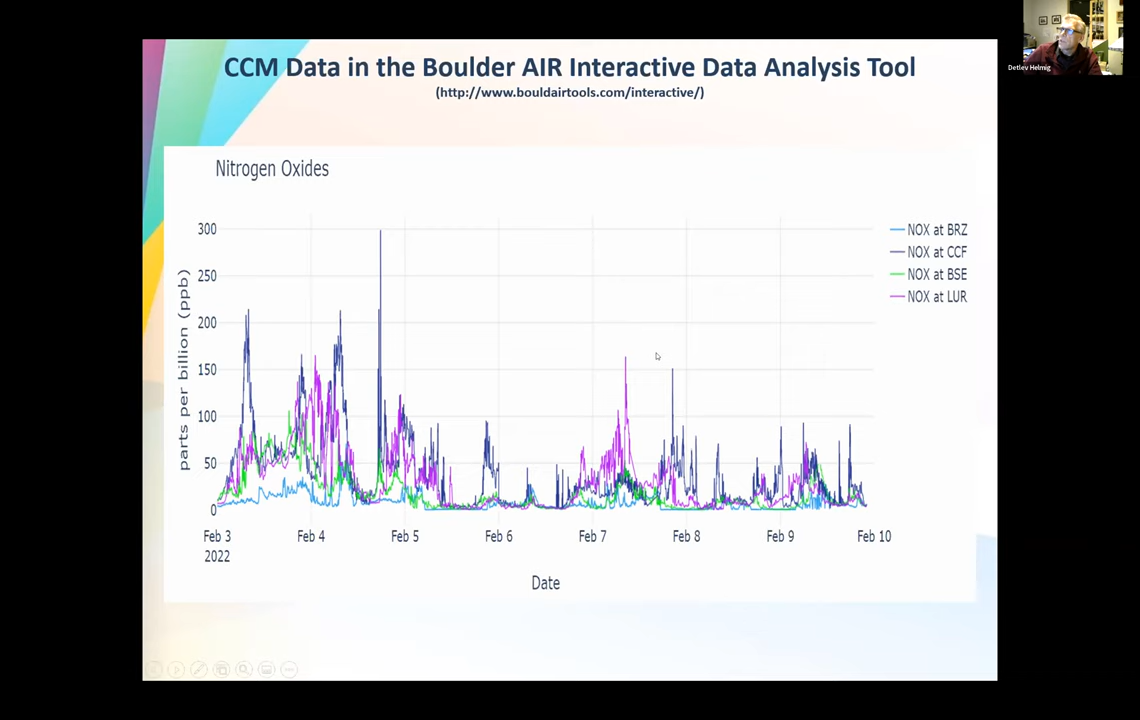 CCM Data in the Boulder AIR Interactive Data Analysis Tool
(http://www.bouldairtools.com/interactive/)
Detlev Helmig
Nitrogen Oxides
parts per billion (ppb)
300
250
200
150
100
50
0
NOX at BRZ
NOX at CCF
NOX at BSE
NOX at LUR
Feb 3 Feb 4 Feb 5 Feb 6 Feb 7 Feb 8 Feb 9 Feb 10
2022
Date